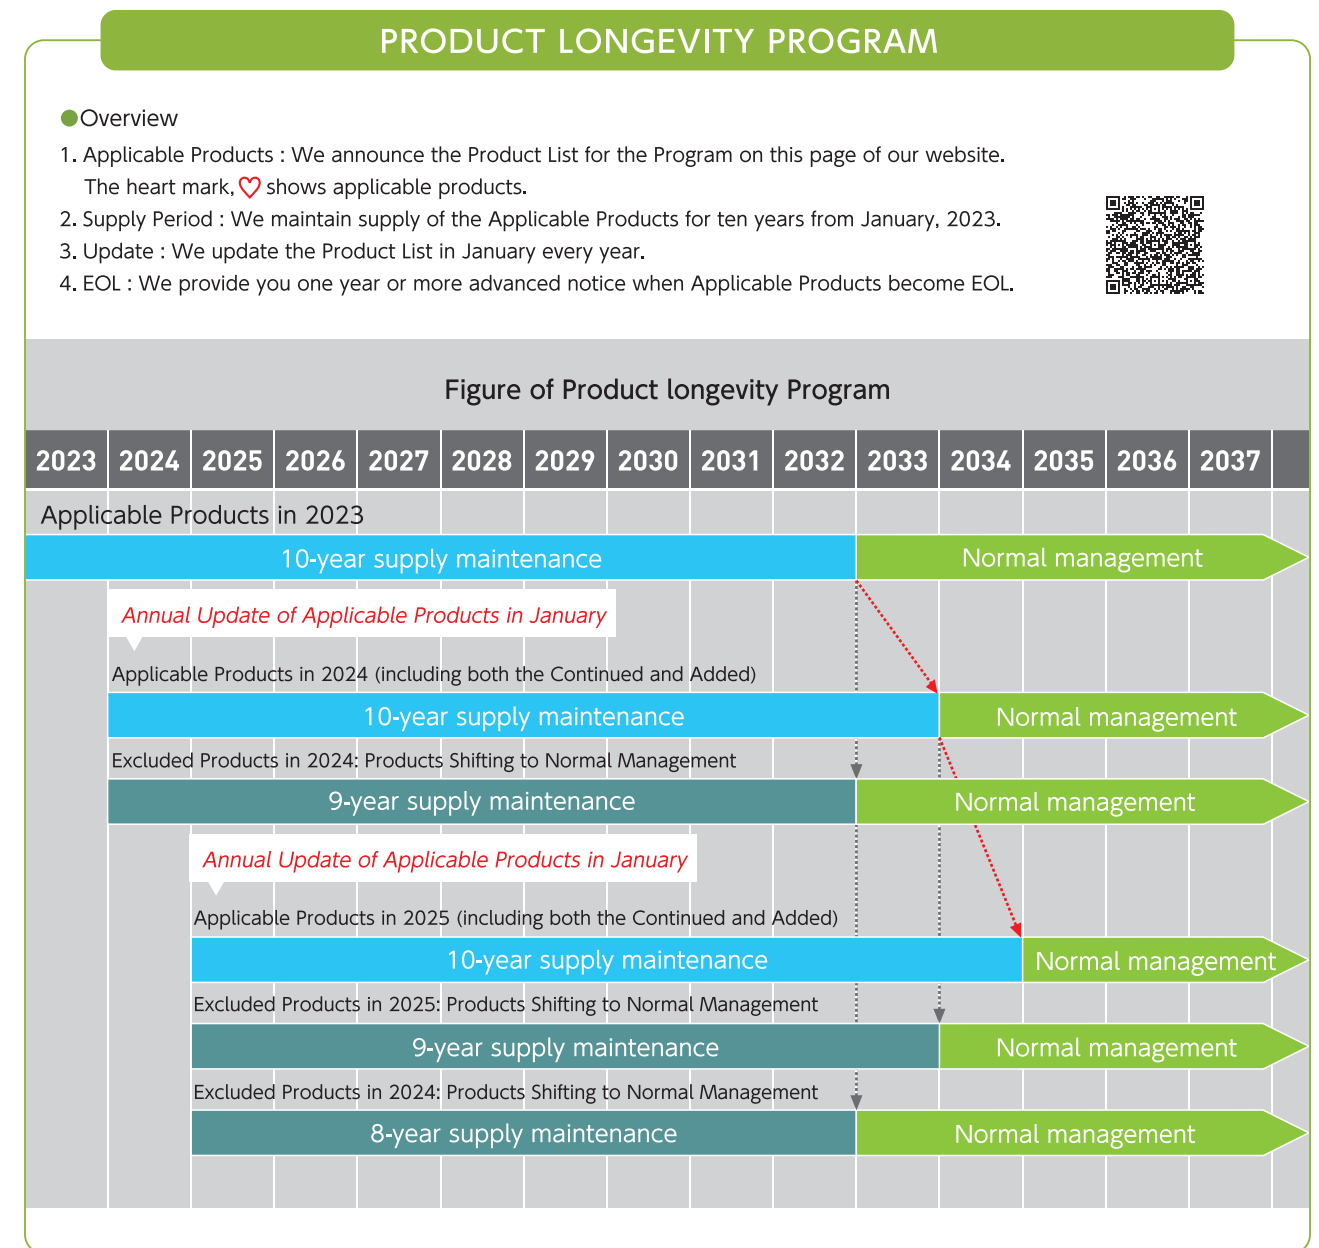 PRODUCT LONGEVITY PROGRAM
●Overview
1. Applicable Products : We announce the Product List for the Program on this page of our website.
The heart mark, ♡ shows applicable products.
2. Supply Period : We maintain supply of the Applicable Products for ten years from January, 2023.
3. Update : We update the Product List in January every year.
4. EOL : We provide you one year or more advanced notice when Applicable Products become EOL.
Figure of Product longevity Program
2023 2024 2025 2026 2027 2028 2029 2030 2031 2032 2033 2034 2035 2036 2037
Applicable Products in 2023
10-year supply maintenance Normal management
Annual Update of Applicable Products in January
Applicable Products in 2024 (including both the Continued and Added)
10-year supply maintenance Normal management
Excluded Products in 2024: Products Shifting to Normal Management
9-year supply maintenance Normal management
Annual Update of Applicable Products in January
Applicable Products in 2025 (including both the Continued and Added)
10-year supply maintenance Normal management
Excluded Products in 2025: Products Shifting to Normal Management
9-year supply maintenance Normal management
Excluded Products in 2024: Products Shifting to Normal Management
8-year supply maintenance Normal management